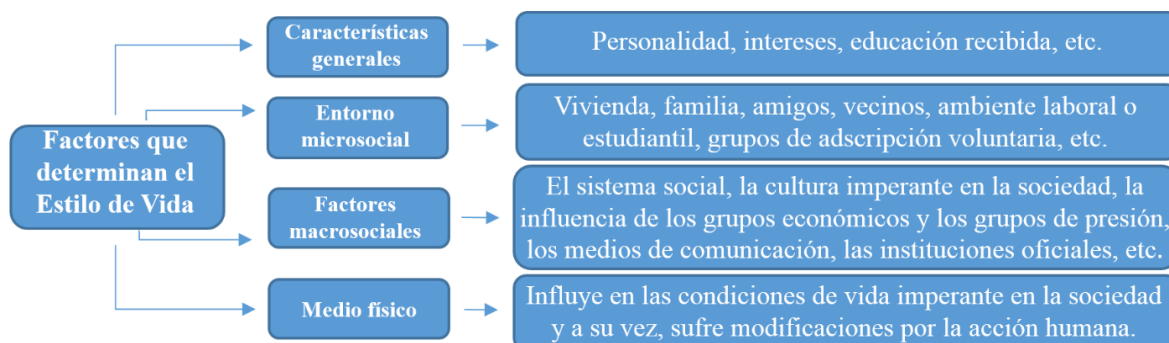 Factores que
determinan el
Estilo de Vida
Características
generales
Personalidad, intereses, educación recibida, etc.
Entorno
microsocial
Vivienda, familia, amigos, vecinos, ambiente laboral o
estudiantil, grupos de adscripción voluntaria, etc.
Factores
macrosociales
El sistema social, la cultura imperante en la sociedad, la
influencia de los grupos económicos y los grupos de presión,
los medios de comunicación, las instituciones oficiales, etc.
Medio físico
Influye en las condiciones de vida imperante en la sociedad
y a su vez, sufre modificaciones por la acción humana.